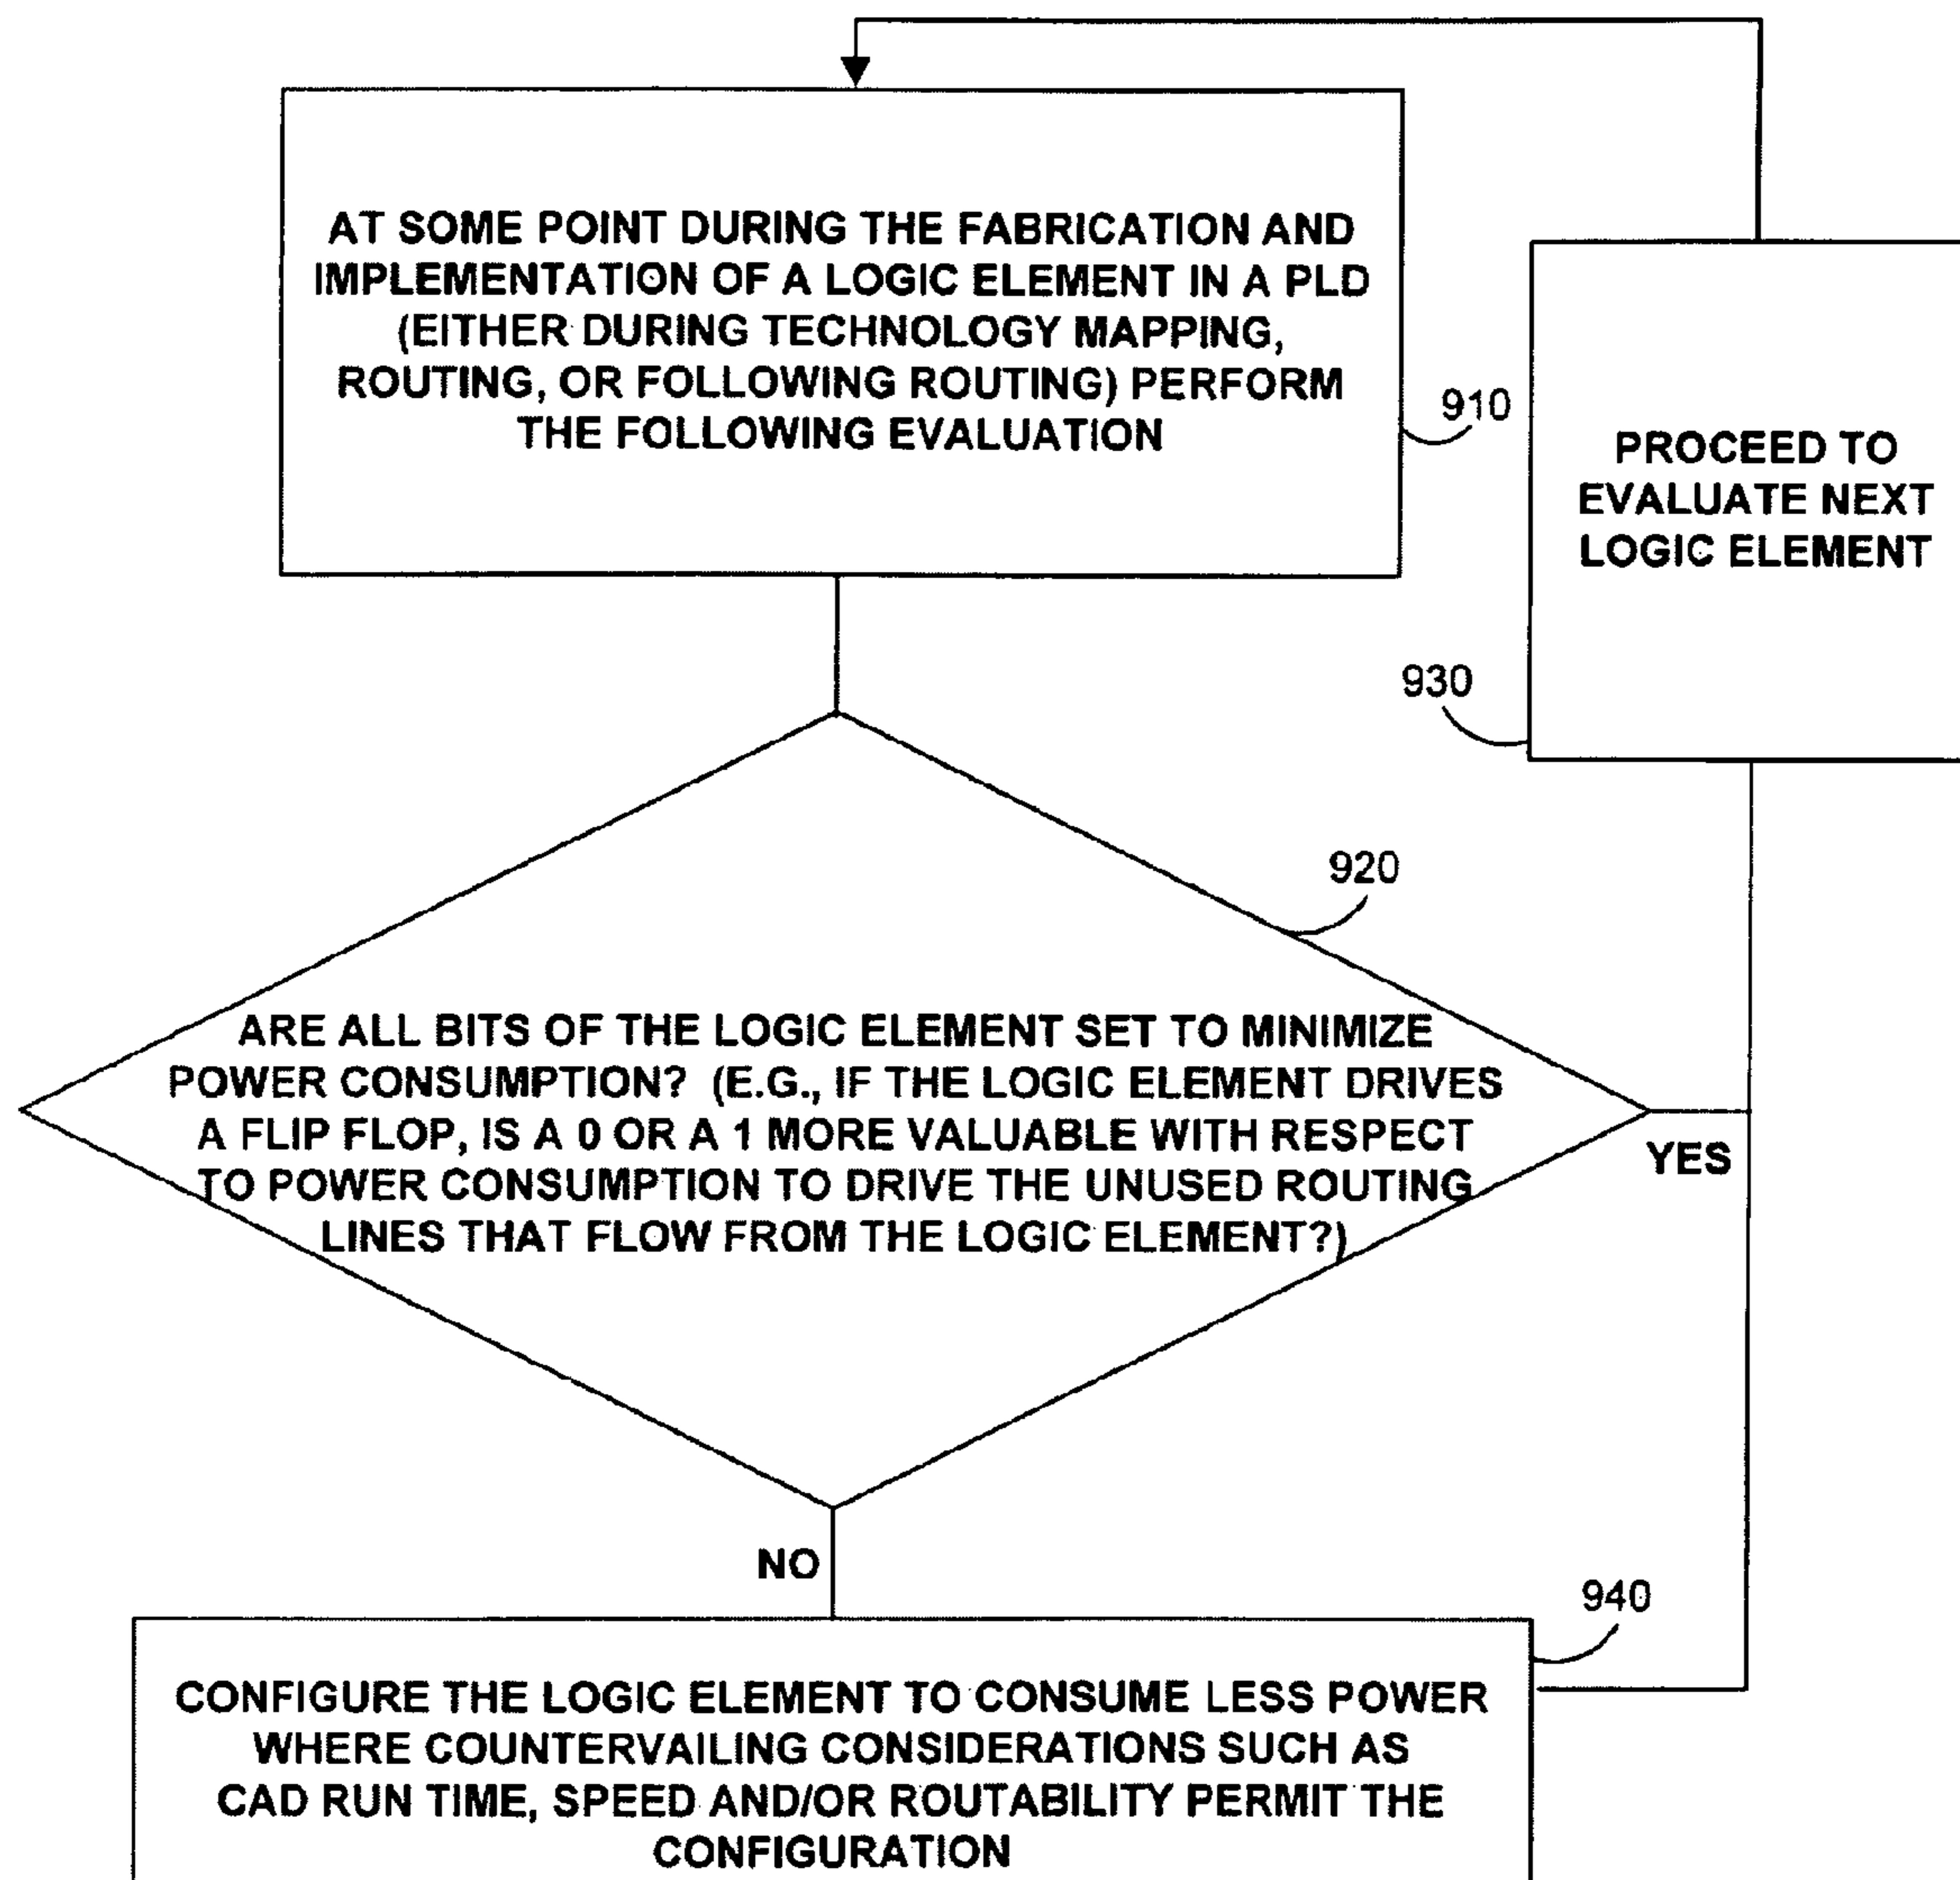 AT SOME POINT DURING THE FABRICATION AND
IMPLEMENTATION OF A LOGIC ELEMENT IN A PLD
(EITHER DURING TECHNOLOGY MAPPING,
ROUTING, OR FOLLOWING ROUTING) PERFORM
THE FOLLOWING EVALUATION
910
PROCEED TO
EVALUATE NEXT
LOGIC ELEMENT
930
920
ARE ALL BITS OF THE LOGIC ELEMENT SET TO MINIMIZE
POWER CONSUMPTION? (E.G., IF THE LOGIC ELEMENT DRIVES
A FLIP FLOP, IS A 0 OR A 1 MORE VALUABLE WITH RESPECT
TO POWER CONSUMPTION TO DRIVE THE UNUSED ROUTING
LINES THAT FLOW FROM THE LOGIC ELEMENT?)
YES
NO
940
CONFIGURE THE LOGIC ELEMENT TO CONSUME LESS POWER
WHERE COUNTERVAILING CONSIDERATIONS SUCH AS
CAD RUN TIME, SPEED AND/OR ROUTABILITY PERMIT THE
CONFIGURATION